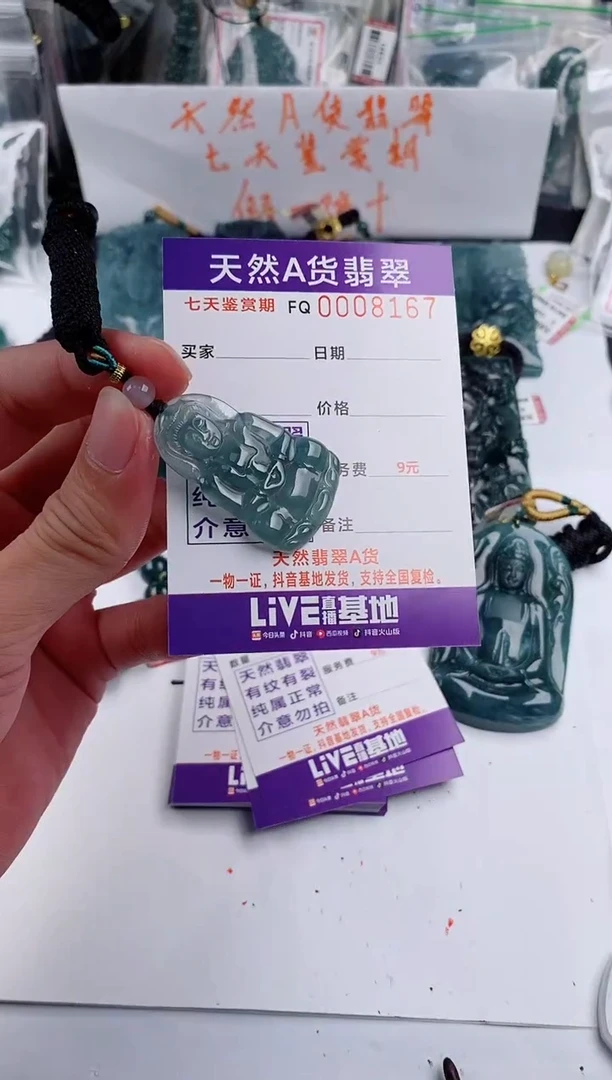 天然A货翡翠
七天鉴赏期
假一赔十
天然A货翡翠
七天鉴赏期 FQ 0008167
买家 日期
价格
务费 9元
介意 备注
天然翡翠A货
一物一证，抖音基地发货，支持全国复检。
LiVE直播基地
今日头条 抖音 西瓜视频 抖音火山版
天然翡翠
有纹有裂
纯属正常
介意勿拍
服务费
备注
天然翡翠A货
一物一证，抖音基地发货，支持全国复检。
LiVE直播基地